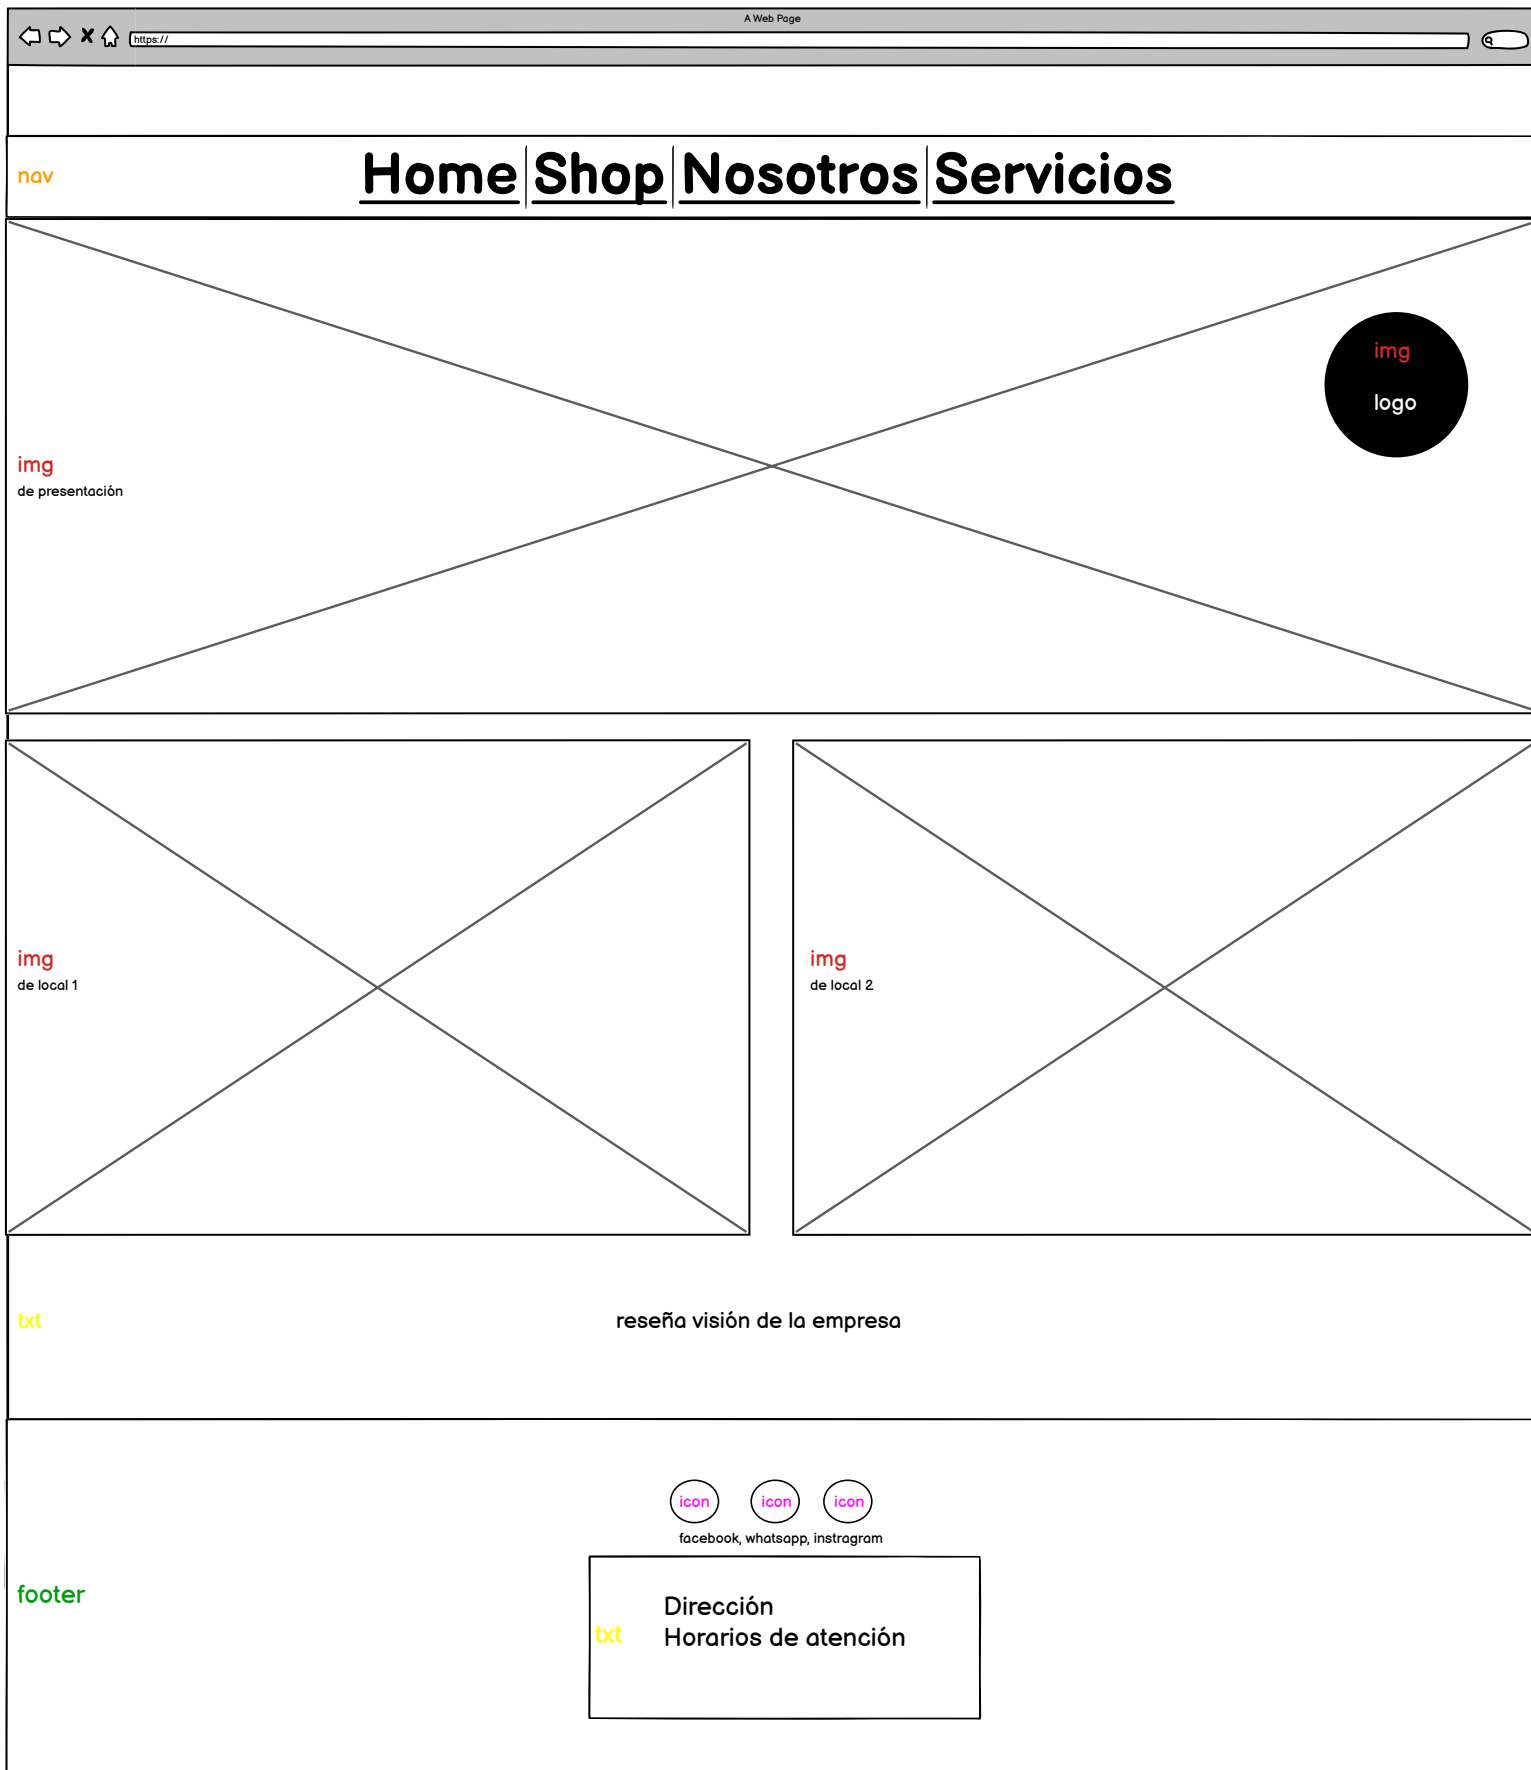 A Web Page
https://
nav
Home Shop Nosotros Servicios
img
logo
img
de presentación
img
de local 1
img
de local 2
txt
reseña visión de la empresa
icon icon icon
facebook, whatsapp, instragram
footer
Dirección
txt
Horarios de atención